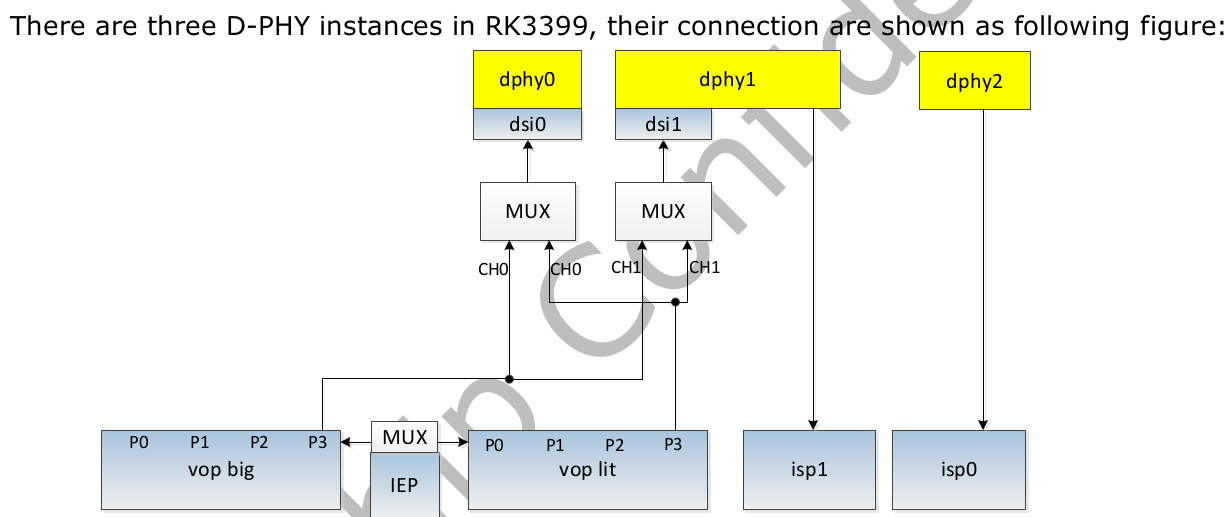 There are three D-PHY instances in RK3399, their connection are shown as following figure:
dphy0 dphy1 dphy2
dsi0 dsi1
MUX MUX
CH0 CH0 CH1 CH1
P0 P1 P2 P3 MUX P0 P1 P2 P3
vop big IEP vop lit isp1 isp0